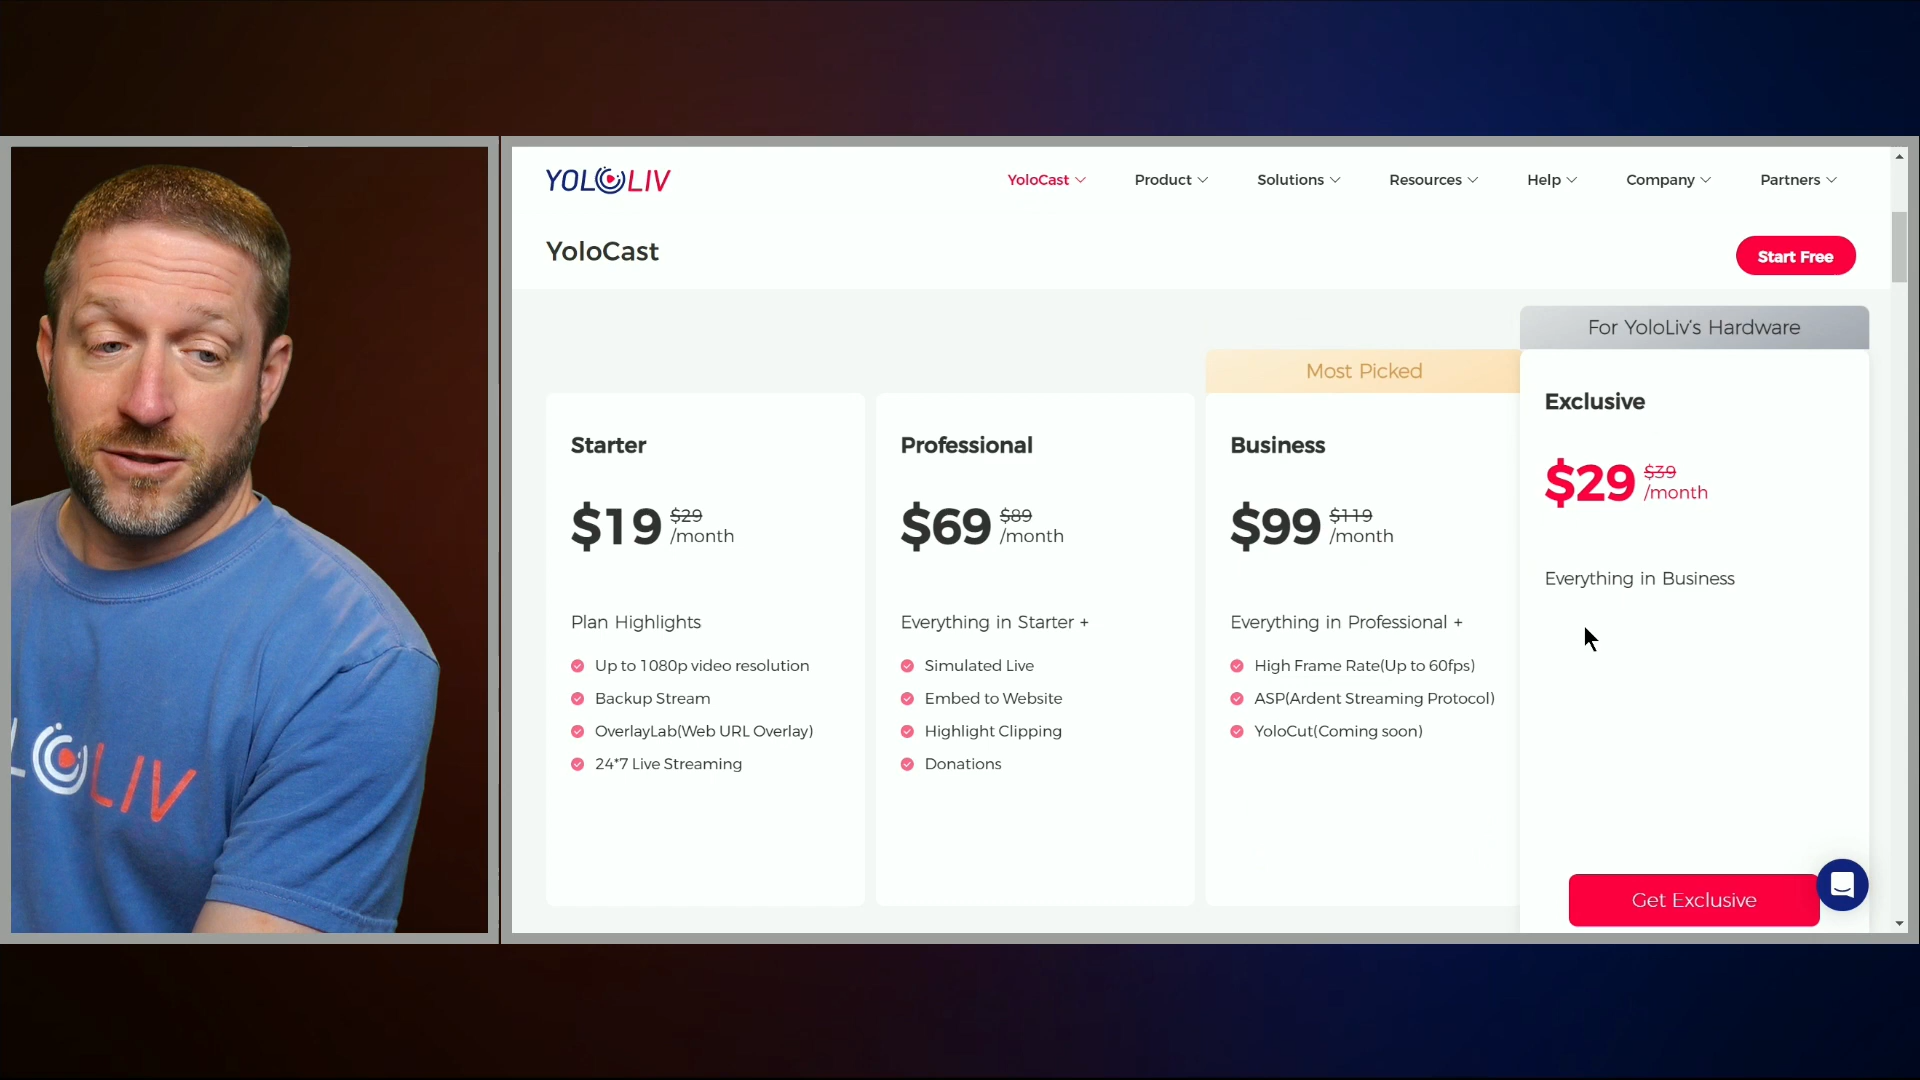 YOLOLIV
YoloCast
Product
Solutions
Resources
Help
Company
Partners
YoloCast
Start Free
For YoloLiv's Hardware
Most Picked
Starter
$19 $29 /month
Plan Highlights
Up to 1080p video resolution
Backup Stream
OverlayLab(Web URL Overlay)
24*7 Live Streaming
Professional
$69 $89 /month
Everything in Starter +
Simulated Live
Embed to Website
Highlight Clipping
Donations
Business
$99 $119 /month
Everything in Professional +
High Frame Rate(Up to 60fps)
ASP(Ardent Streaming Protocol)
YoloCut(Coming soon)
Exclusive
$29 $39 /month
Everything in Business
Get Exclusive
LOLIV